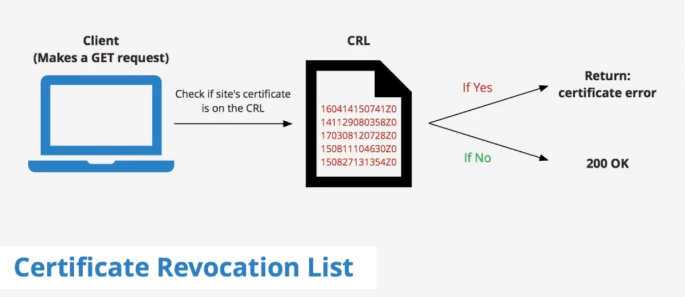 Client
(Makes a GET request)
Check if site's certificate
is on the CRL
CRL
160414150741Z0
141129080358Z0
170308120728Z0
150811104630Z0
150827131354Z0
If Yes
Return:
certificate error
If No
200 OK
Certificate Revocation List